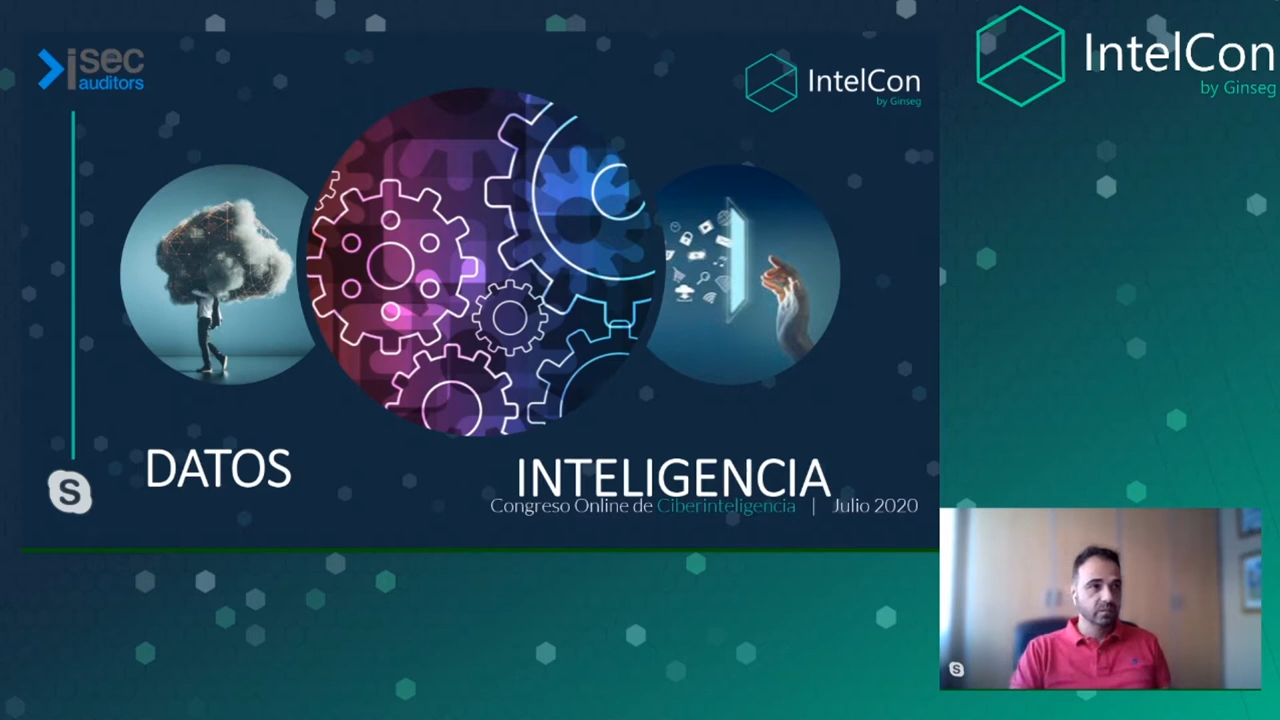 isec
auditors
IntelCon
by Ginseg
IntelCon
by Ginseg
DATOS
INTELIGENCIA
Congreso Online de Ciberinteligencia | Julio 2020
S
S